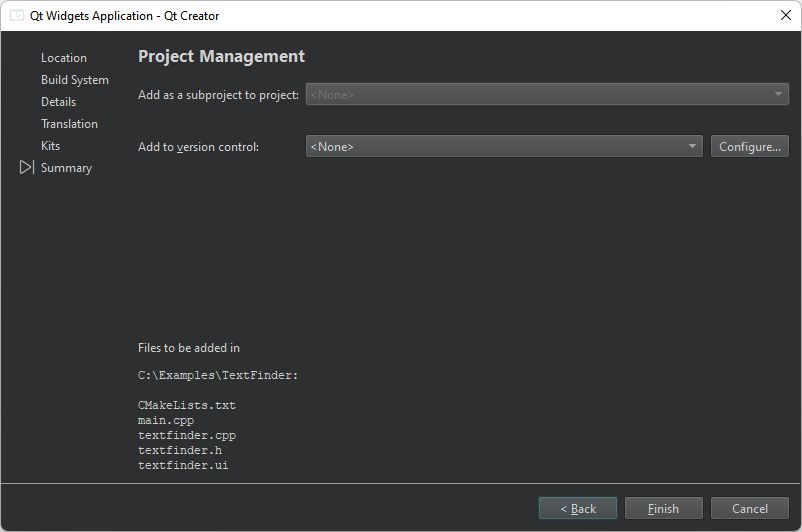 Qt Widgets Application - Qt Creator
Location
Build System
Details
Translation
Kits
Summary
Project Management
Add as a subproject to project: <None>
Add to version control: <None> Configure...
Files to be added in
C:\Examples\TextFinder:
CMakeLists.txt
main.cpp
textfinder.cpp
textfinder.h
textfinder.ui
< Back Finish Cancel